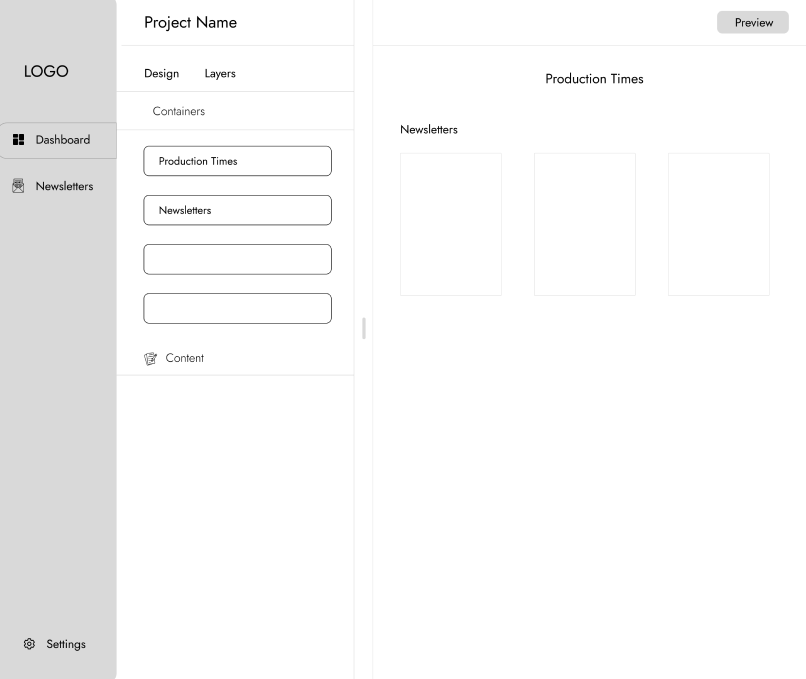 LOGO
Dashboard
Newsletters
Settings
Project Name
Design Layers
Containers
Production Times
Newsletters
Content
Preview
Production Times
Newsletters